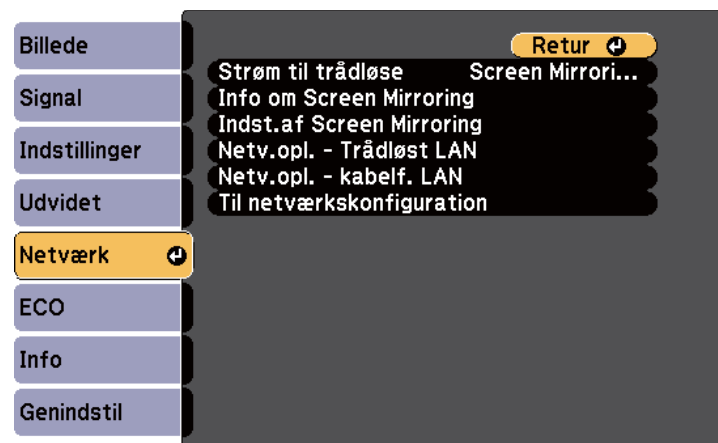 Billede
Signal
Indstillinger
Udvidet
Netværk
ECO
Info
Genindstil
Retur
Strøm til trådløse Screen Mirrori...
Info om Screen Mirroring
Indst.af Screen Mirroring
Netv.opl. - Trådløst LAN
Netv.opl. - kabelf. LAN
Til netværkskonfiguration